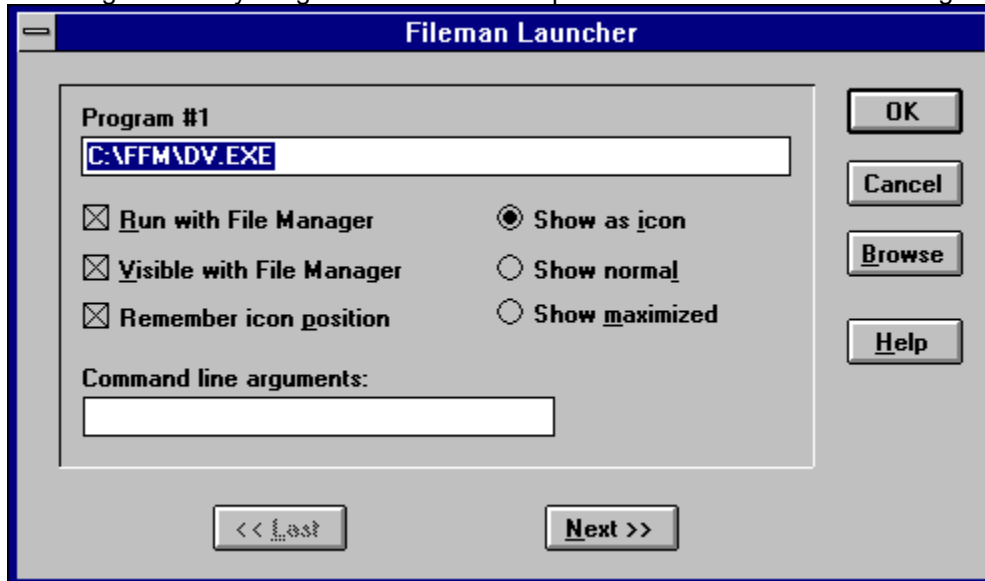 Fileman Launcher
Program #1
C:\FFM\DV.EXE
Run with File Manager
Visible with File Manager
Remember icon position
Show as icon
Show normal
Show maximized
Command line arguments:
OK
Cancel
Browse
Help
<< Last
Next >>